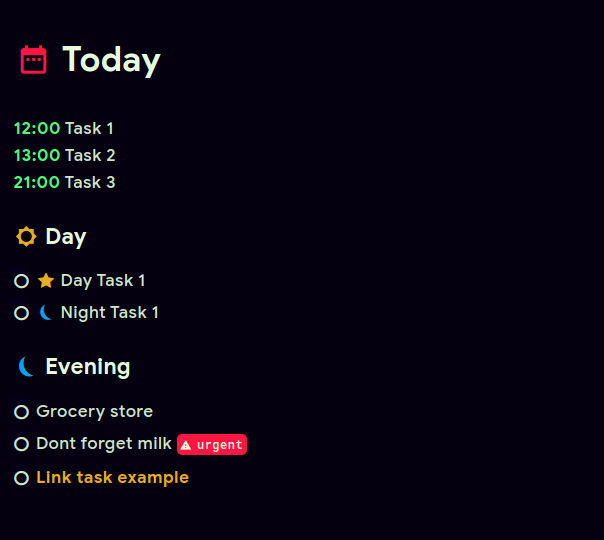 Today
12:00 Task 1
13:00 Task 2
21:00 Task 3
Day
Day Task 1
Night Task 1
Evening
Grocery store
Dont forget milk urgent
Link task example